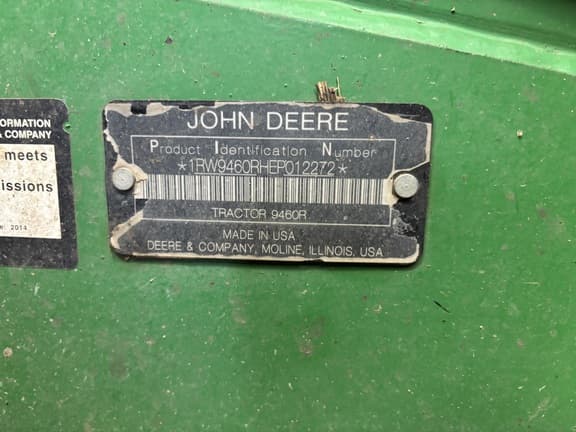 ORMATION
& COMPANY
meets
issions
2014
JOHN DEERE
Product Identification Number
*1RW9460RHEP012272*
TRACTOR 9460R
MADE IN USA
DEERE & COMPANY, MOLINE, ILLINOIS, USA